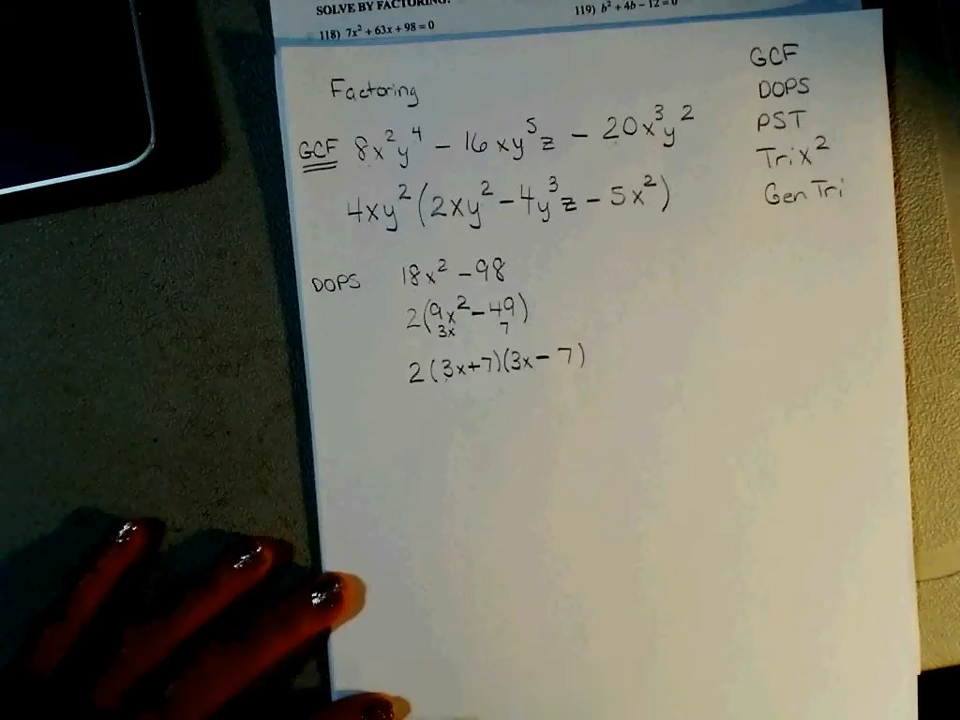 SOLVE BY FACTORING:
118) 7x² + 63x + 98 = 0
119) b² + 4b − 12 = 0
Factoring
GCF 8x²y⁴ − 16xy⁵z − 20x³y²
4xy²(2xy² − 4y³z − 5x²)
DOPS 18x² − 98
2(9x² − 49)
3x 7
2(3x+7)(3x − 7)
GCF
DOPS
PST
Tri x²
Gen Tri